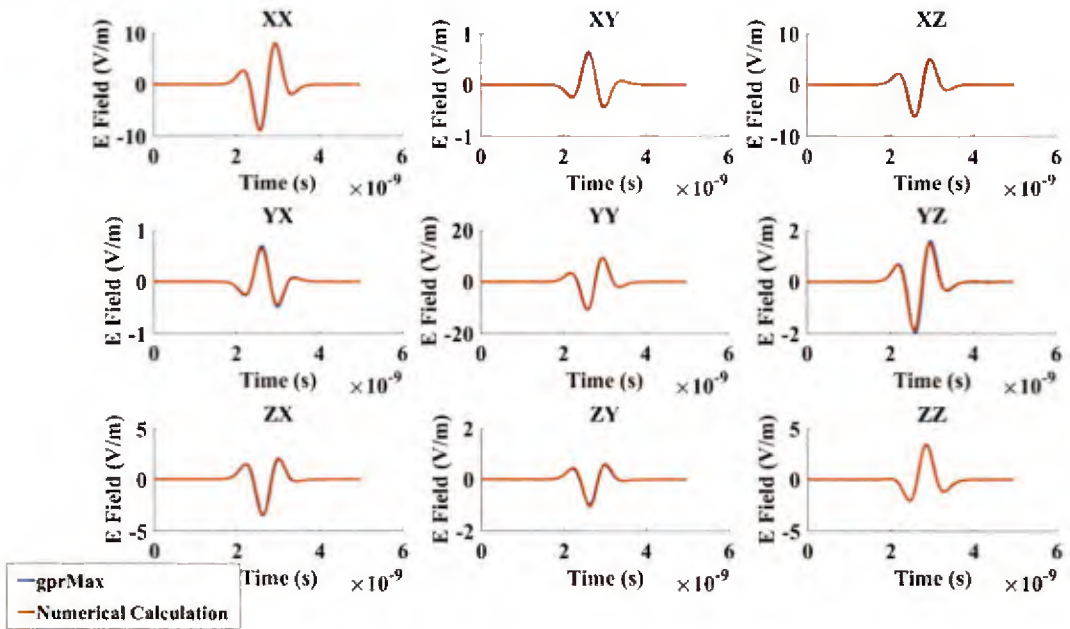 XX
XY
XZ
E Field (V/m)
10
0
-10
0 2 4 6
Time (s) ×10-9
E Field (V/m)
1
0
-1
0 2 4 6
Time (s) ×10-9
E Field (V/m)
10
0
-10
0 2 4 6
Time (s) ×10-9
YX
YY
YZ
E Field (V/m)
1
0
-1
0 2 4 6
Time (s) ×10-9
E Field (V/m)
20
0
-20
0 2 4 6
Time (s) ×10-9
E Field (V/m)
2
0
-2
0 2 4 6
Time (s) ×10-9
ZX
ZY
ZZ
E Field (V/m)
5
0
-5
0 2 4 6
Time (s) ×10-9
E Field (V/m)
2
0
-2
0 2 4 6
Time (s) ×10-9
E Field (V/m)
5
0
-5
0 2 4 6
Time (s) ×10-9
gprMax
Numerical Calculation